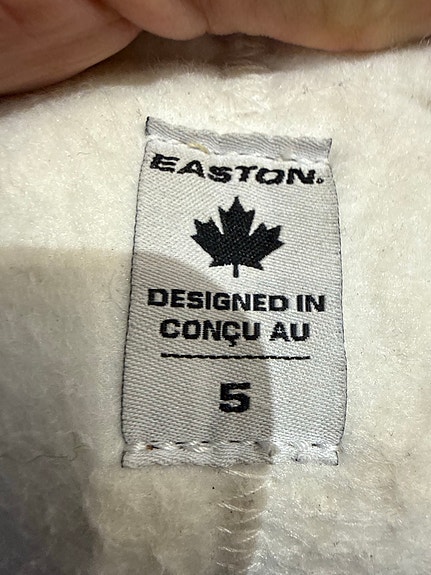 EASTON.
DESIGNED IN
CONÇU AU
5